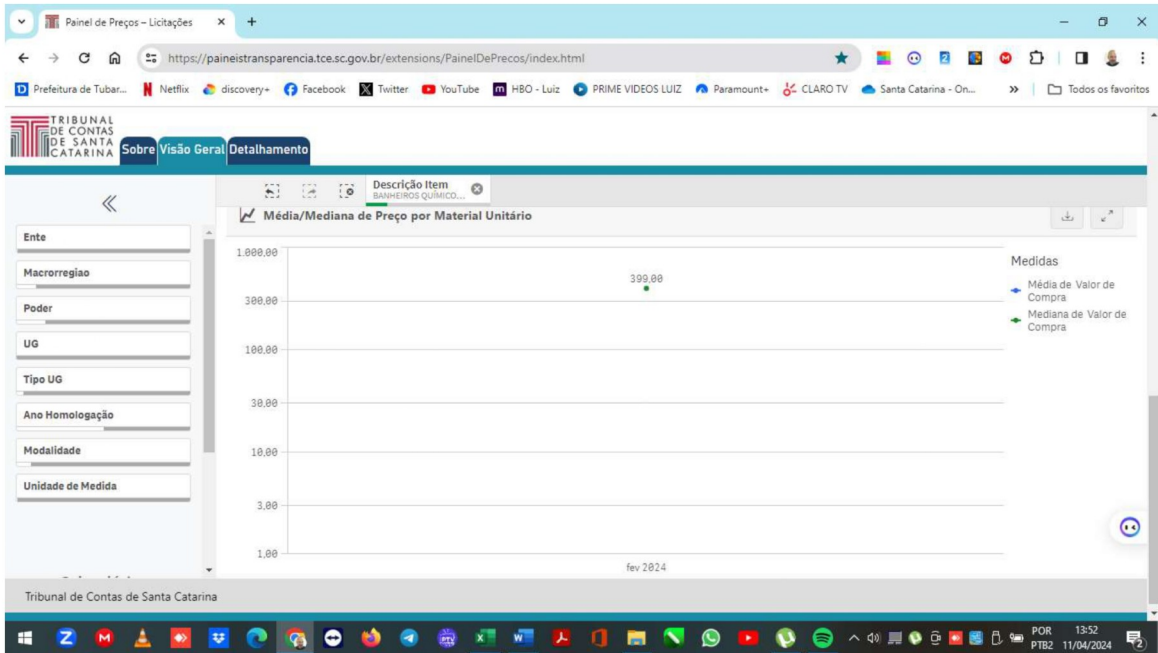 Painel de Preços – Licitações
https://paineistransparencia.tce.sc.gov.br/extensions/PainelDePrecos/index.html
Prefeitura de Tubar...
Netflix
discovery+
Facebook
Twitter
YouTube
HBO - Luiz
PRIME VIDEOS LUIZ
Paramount+
CLARO TV
Santa Catarina - On...
Todos os favoritos
TRIBUNAL
DE CONTAS
DE SANTA
CATARINA
Sobre
Visão Geral
Detalhamento
Descrição Item
BANHEIROS QUÍMICO...
Média/Mediana de Preço por Material Unitário
Ente
Macrorregiao
Poder
UG
Tipo UG
Ano Homologação
Modalidade
Unidade de Medida
1.000,00
300,00
100,00
30,00
10,00
3,00
1,00
399,00
fev 2024
Medidas
Média de Valor de
Compra
Mediana de Valor de
Compra
Tribunal de Contas de Santa Catarina
POR
PTB2
13:52
11/04/2024